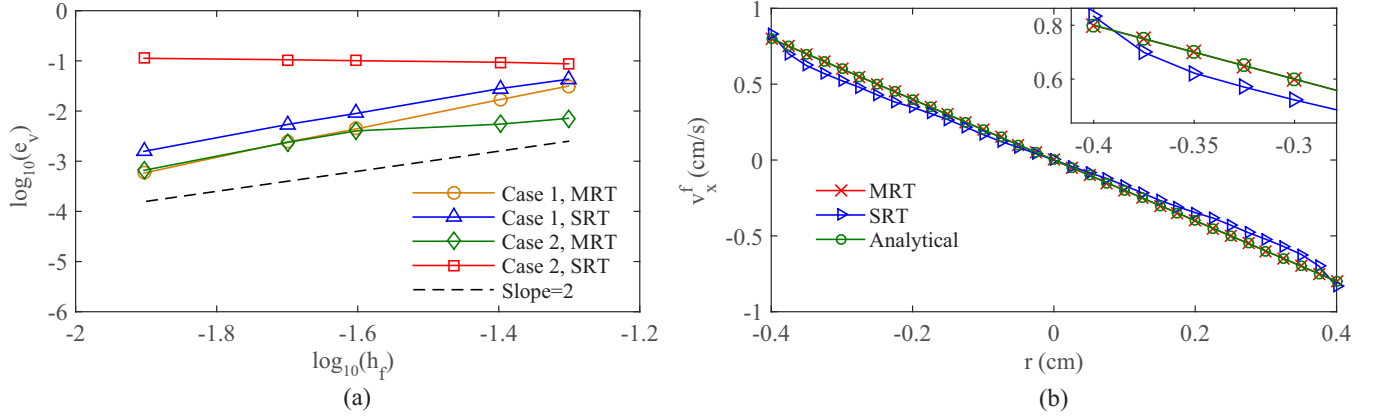 -0
-1
-2
-3
-4
-5
-6
log10(ev)
Case 1, MRT
Case 1, SRT
Case 2, MRT
Case 2, SRT
Slope=2
-2
-1.8
-1.6
-1.4
-1.2
log10(hf)
(a)
1
0.5
0
-0.5
-1
vxf (cm/s)
0.8
0.6
-0.4
-0.35
-0.3
MRT
SRT
Analytical
-0.4
-0.2
0
0.2
0.4
r (cm)
(b)